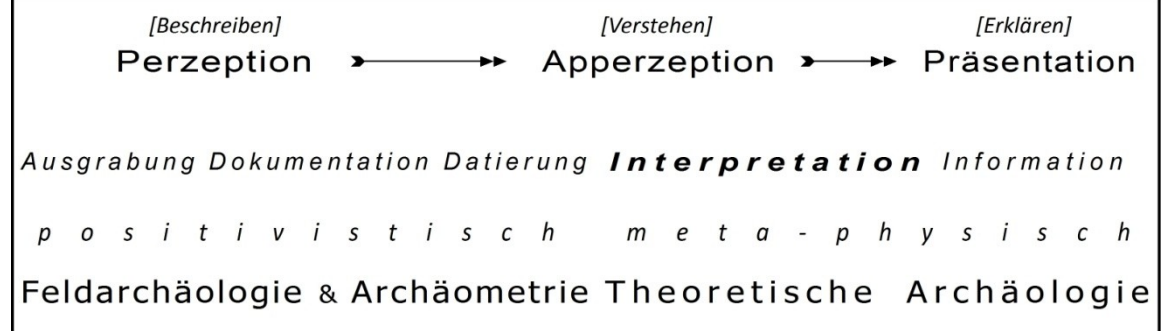 [Beschreiben] [Verstehen] [Erklären]
Perzeption Apperzeption Präsentation
Ausgrabung Dokumentation Datierung Interpretation Information
positivistisch meta-physisch
Feldarchäologie & Archäometrie Theoretische Archäologie